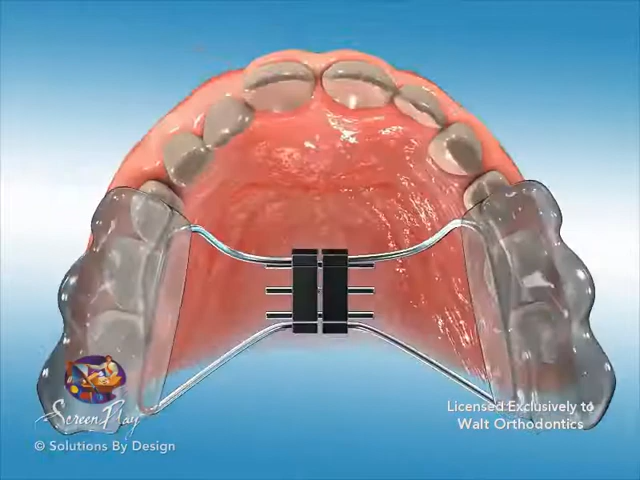 ScreenPlay
© Solutions By Design
Licensed Exclusively to
Walt Orthodontics